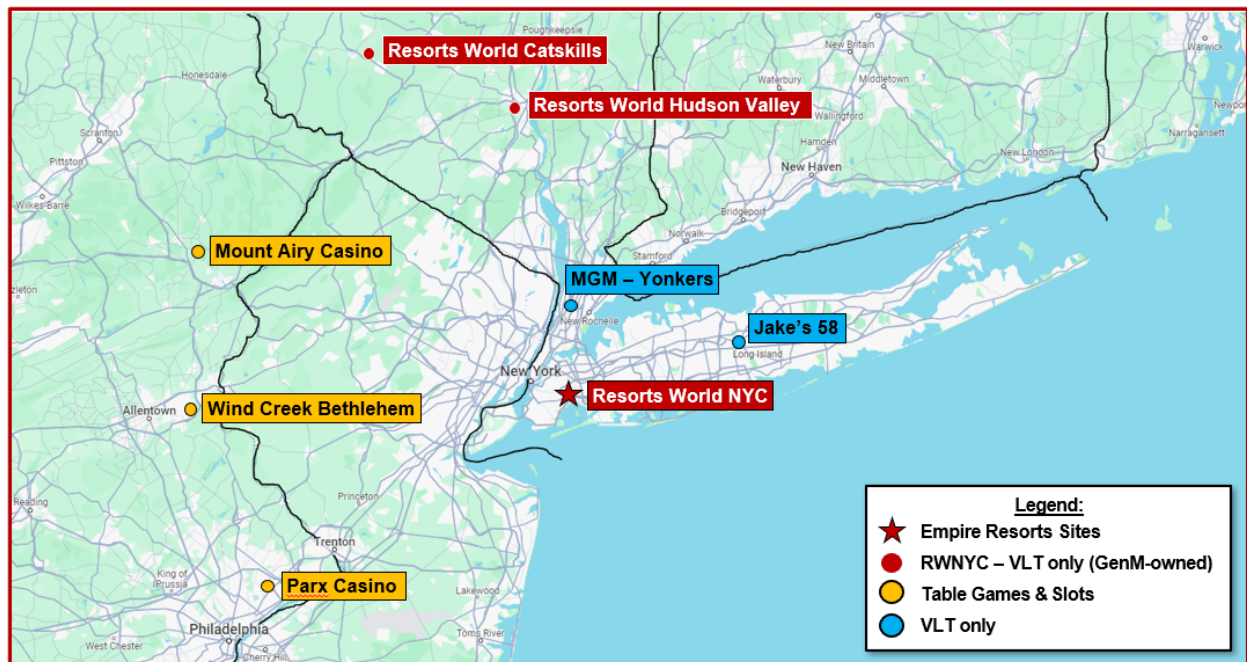 Poughkeepsie
New Britain
Warwick
Resorts World Catskills
Honesdale
Waterbury
Middletown
Newport
Resorts World Hudson Valley
Wallingford
Hamden
Narragansett
Scranton
Pittston
New London
New Haven
Wilkes-Barre
Bridgeport
Norwalk
Mount Airy Casino
Stamford
MGM – Yonkers
New Rochelle
Jake's 58
Long Island
New York
Resorts World NYC
Allentown
Wind Creek Bethlehem
Princeton
Reading
Trenton
King of
Prussia
Parx Casino
Lakewood
Philadelphia
West Chester
Cherry Hill
Toms River
Legend:
Empire Resorts Sites
RWNYC – VLT only (GenM-owned)
Table Games & Slots
VLT only